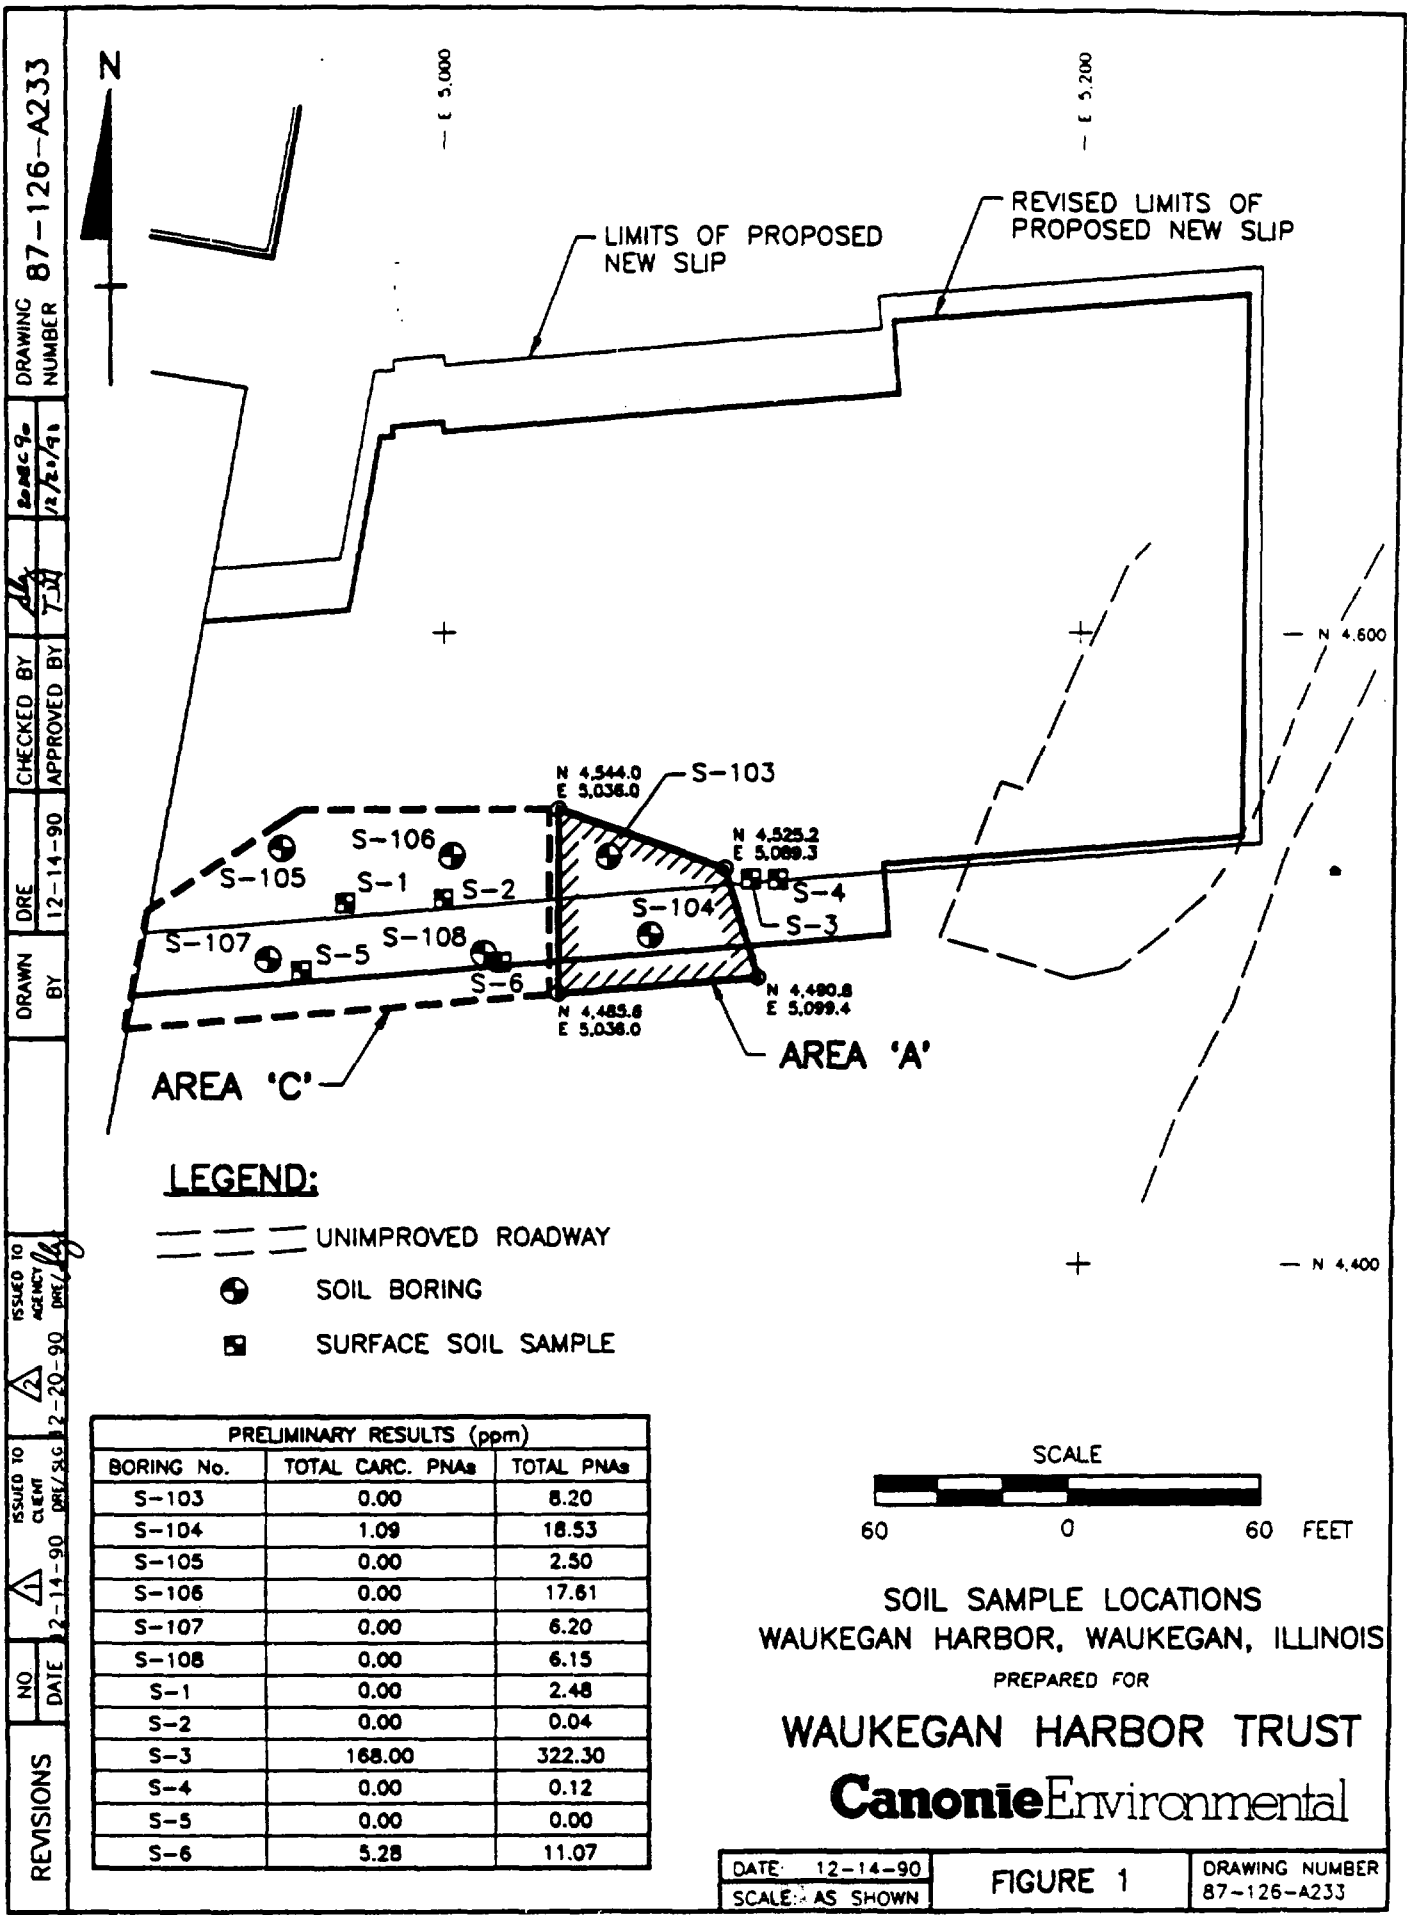 N
E 5,000
E 5,200
LIMITS OF PROPOSED
NEW SLIP
REVISED LIMITS OF
PROPOSED NEW SLIP
N 4,600
N 4,544.0
E 5,036.0
S-103
N 4,525.2
E 5,089.3
S-106
S-105
S-1
S-2
S-4
S-104
S-3
S-107
S-108
S-5
S-6
N 4,490.8
E 5,099.4
N 4,485.6
E 5,036.0
AREA 'A'
AREA 'C'
N 4,400
LEGEND:
UNIMPROVED ROADWAY
SOIL BORING
SURFACE SOIL SAMPLE
PRELIMINARY RESULTS (ppm)
BORING No. TOTAL CARC. PNAs TOTAL PNAs
S-103 0.00 8.20
S-104 1.09 18.53
S-105 0.00 2.50
S-106 0.00 17.61
S-107 0.00 6.20
S-108 0.00 6.15
S-1 0.00 2.48
S-2 0.00 0.04
S-3 168.00 322.30
S-4 0.00 0.12
S-5 0.00 0.00
S-6 5.28 11.07
SCALE
60 0 60 FEET
SOIL SAMPLE LOCATIONS
WAUKEGAN HARBOR, WAUKEGAN, ILLINOIS
PREPARED FOR
WAUKEGAN HARBOR TRUST
CanonieEnvironmental
DATE: 12-14-90
SCALE: AS SHOWN
FIGURE 1
DRAWING NUMBER
87-126-A233
DRAWING
NUMBER 87-126-A233
CHECKED BY
APPROVED BY
DRAWN
BY
DRE
12-14-90
ISSUED TO
AGENCY
2
12-20-90 DRE/
ISSUED TO
CLIENT
1
12-14-90 DRE/SLG
NO
DATE
REVISIONS